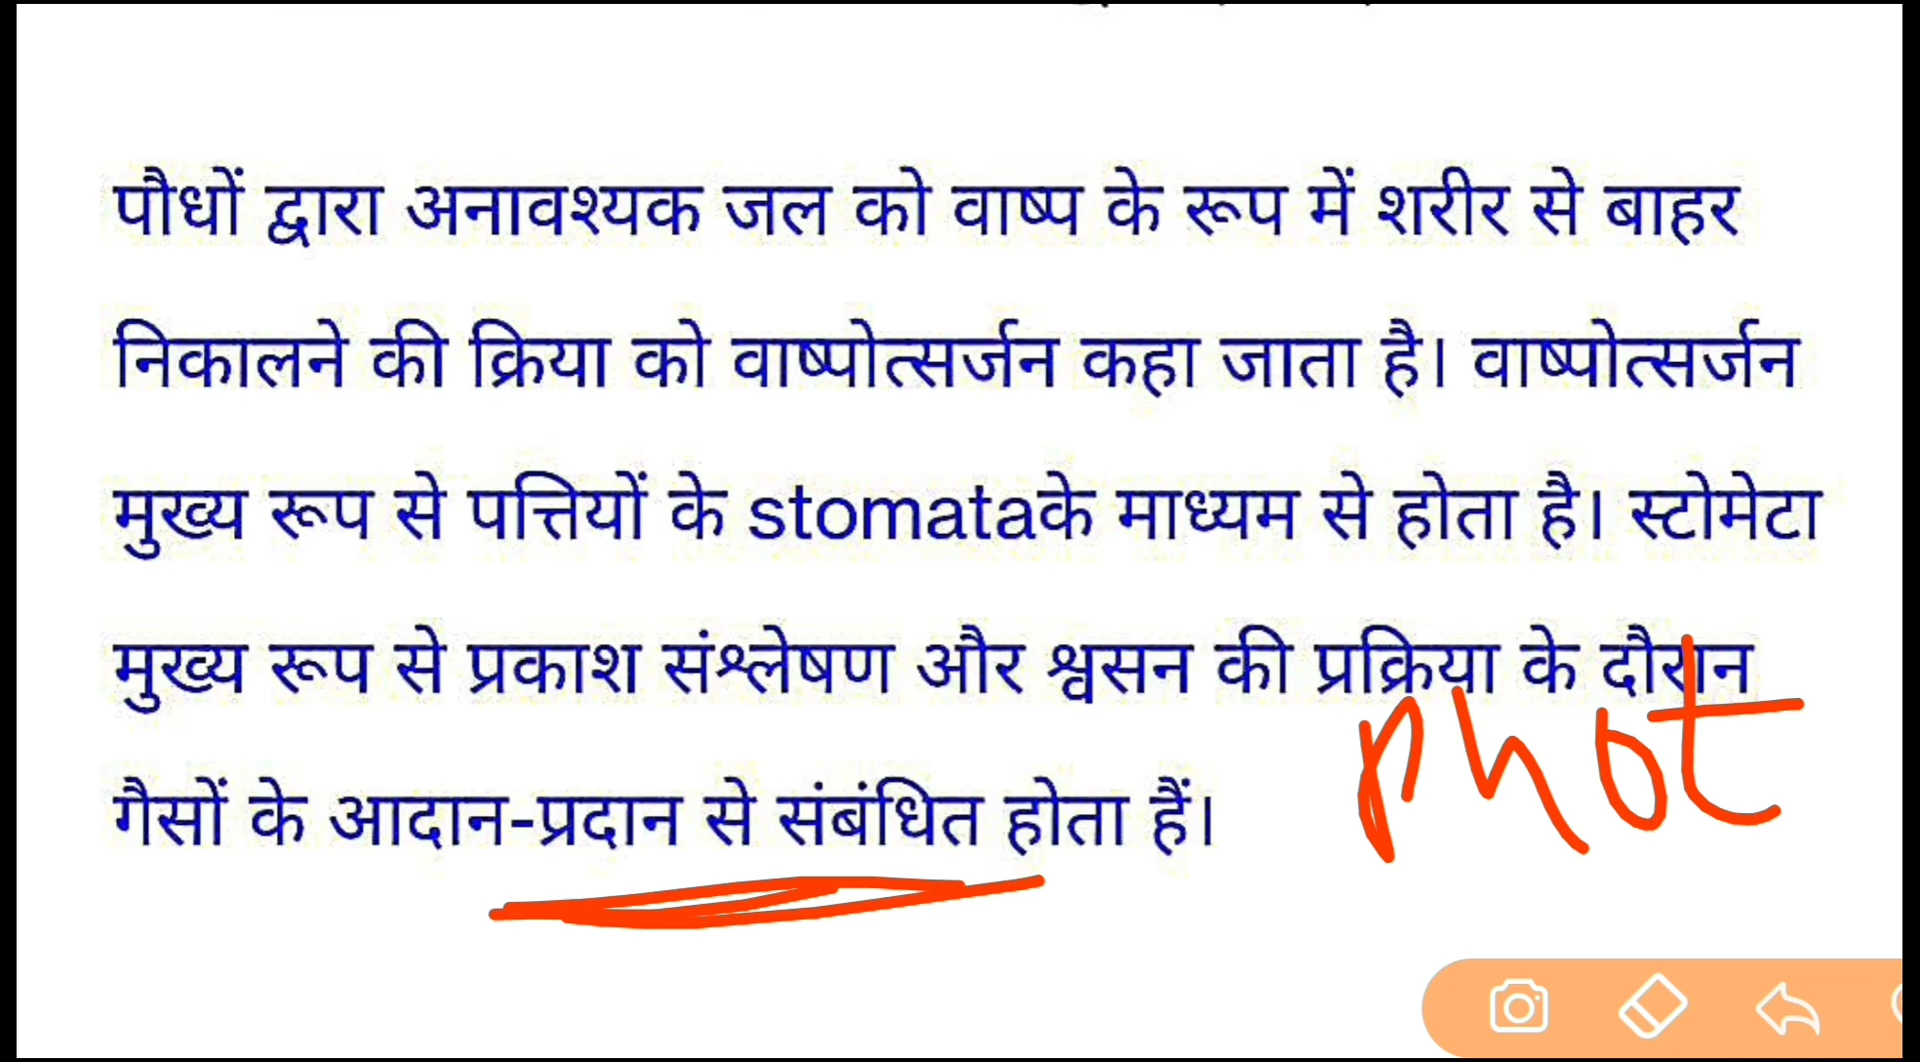 पौधों द्वारा अनावश्यक जल को वाष्प के रूप में शरीर से बाहर
निकालने की क्रिया को वाष्पोत्सर्जन कहा जाता है। वाष्पोत्सर्जन
मुख्य रूप से पत्तियों के stomataके माध्यम से होता है। स्टोमेटा
मुख्य रूप से प्रकाश संश्लेषण और श्वसन की प्रक्रिया के दौरान
गैसों के आदान-प्रदान से संबंधित होता हैं।
phot